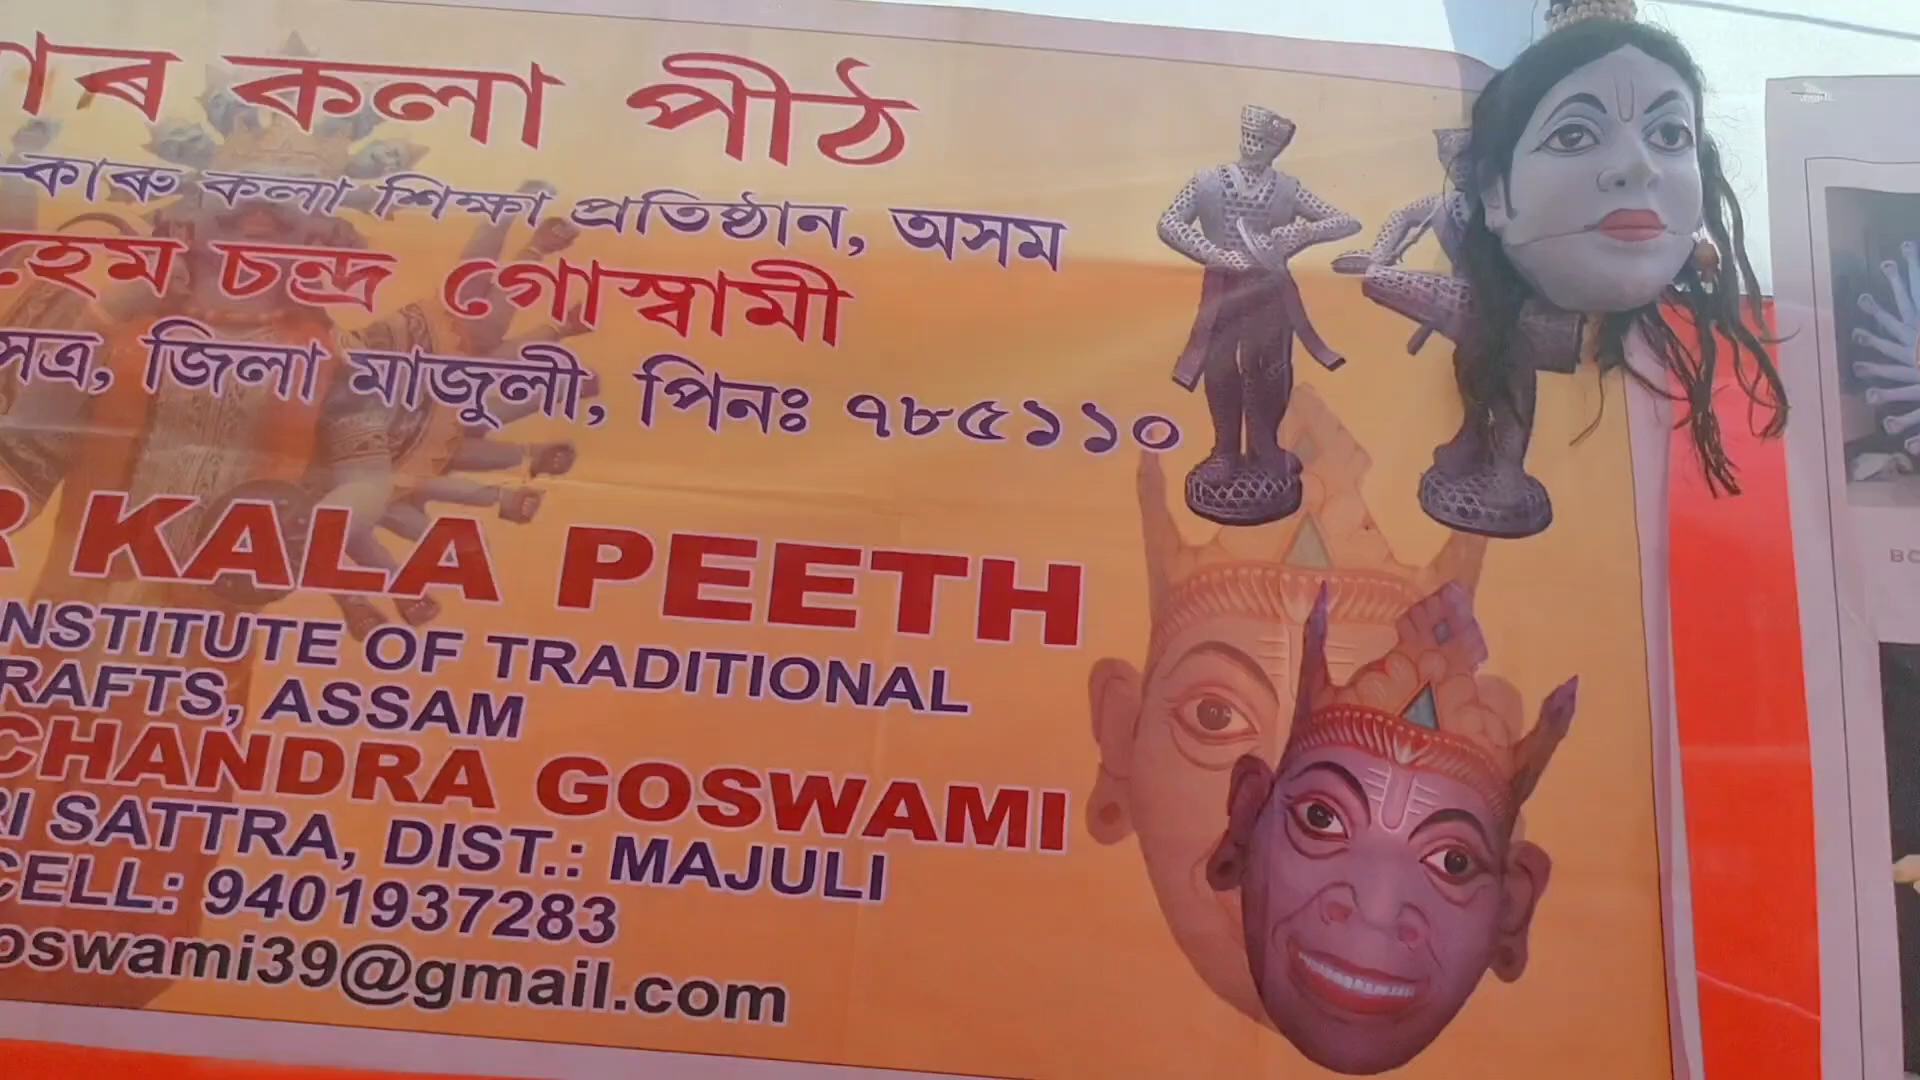 কলা পীঠ
কাৰু কলা শিক্ষা প্ৰতিষ্ঠান, অসম
হেম চন্দ্ৰ গোস্বামী
সত্ৰ, জিলা মাজুলী, পিনঃ ৭৮৫১১০
R KALA PEETH
INSTITUTE OF TRADITIONAL
RAFTS, ASSAM
CHANDRA GOSWAMI
RI SATTRA, DIST.: MAJULI
CELL: 9401937283
oswami39@gmail.com